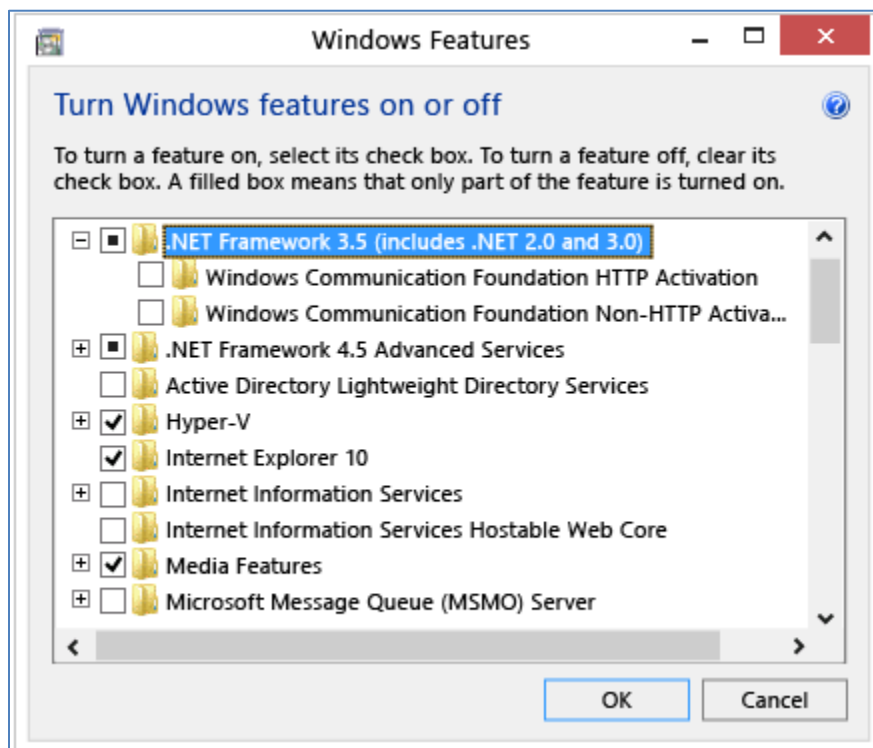 Windows Features
Turn Windows features on or off
To turn a feature on, select its check box. To turn a feature off, clear its
check box. A filled box means that only part of the feature is turned on.
.NET Framework 3.5 (includes .NET 2.0 and 3.0)
Windows Communication Foundation HTTP Activation
Windows Communication Foundation Non-HTTP Activa...
.NET Framework 4.5 Advanced Services
Active Directory Lightweight Directory Services
Hyper-V
Internet Explorer 10
Internet Information Services
Internet Information Services Hostable Web Core
Media Features
Microsoft Message Queue (MSMO) Server
OK Cancel